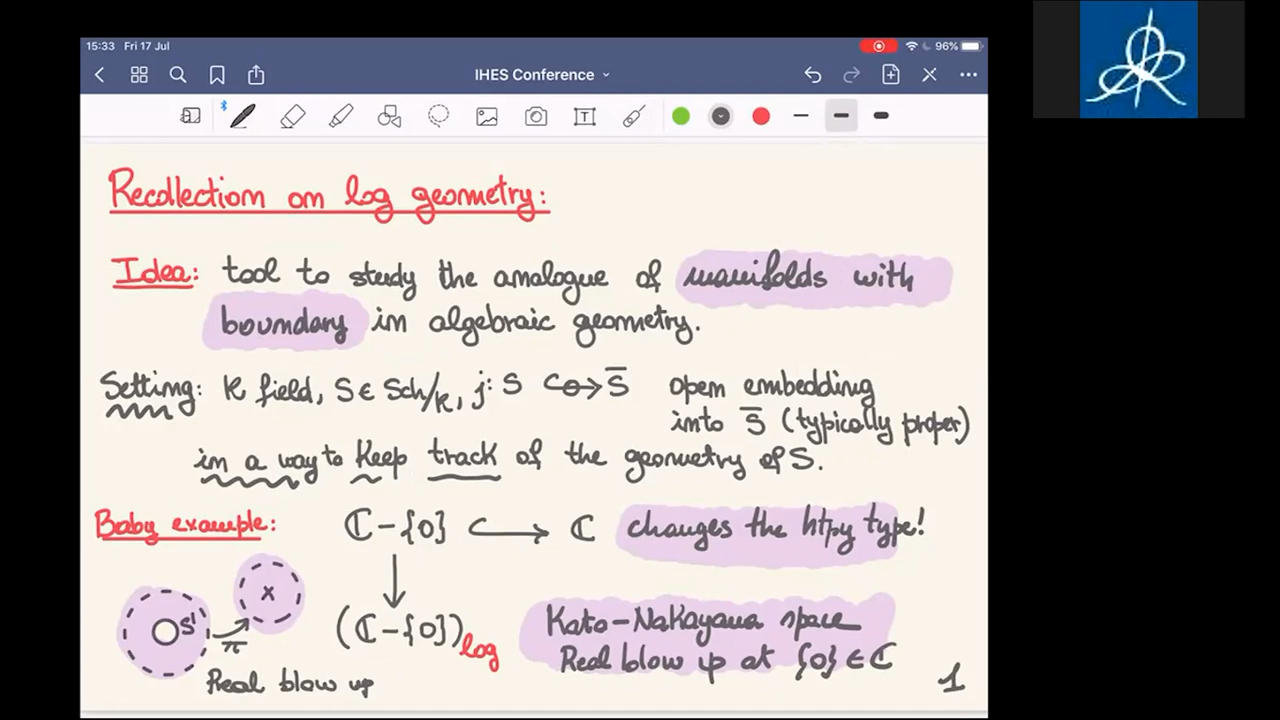 15:33 Fri 17 Jul
96%
IHES Conference
Recollection on log geometry:
Idea: tool to study the analogue of manifolds with
boundary in algebraic geometry.
Setting: k field, S ∈ Sch/k, j: S ↪ S̄ open embedding
into S̄ (typically proper)
in a way to keep track of the geometry of S.
Baby example: ℂ-{0} ↪ ℂ changes the htpy type!
x
S¹
π
(ℂ-{0})log
Kato-Nakayama space
Real blow up at {0} ∈ ℂ
Real blow up
1